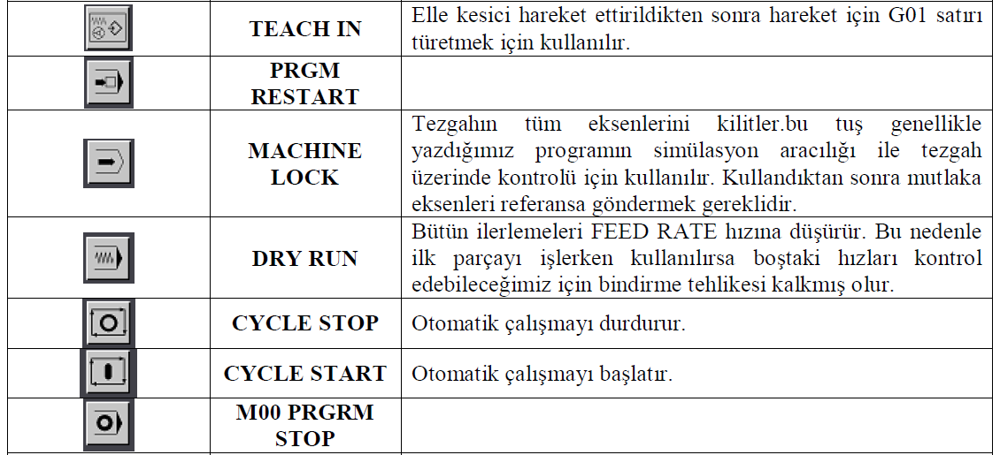 TEACH IN
Elle kesici hareket ettirildikten sonra hareket için G01 satırı
türetmek için kullanılır.
PRGM
RESTART
MACHINE
LOCK
Tezgahın tüm eksenlerini kilitler.bu tuş genellikle
yazdığımız programın simülasyon aracılığı ile tezgah
üzerinde kontrolü için kullanılır. Kullandıktan sonra mutlaka
eksenleri referansa göndermek gereklidir.
DRY RUN
Bütün ilerlemeleri FEED RATE hızına düşürür. Bu nedenle
ilk parçayı işlerken kullanılırsa boştaki hızları kontrol
edebileceğimiz için bindirme tehlikesi kalkmış olur.
CYCLE STOP
Otomatik çalışmayı durdurur.
CYCLE START
Otomatik çalışmayı başlatır.
M00 PRGRM
STOP